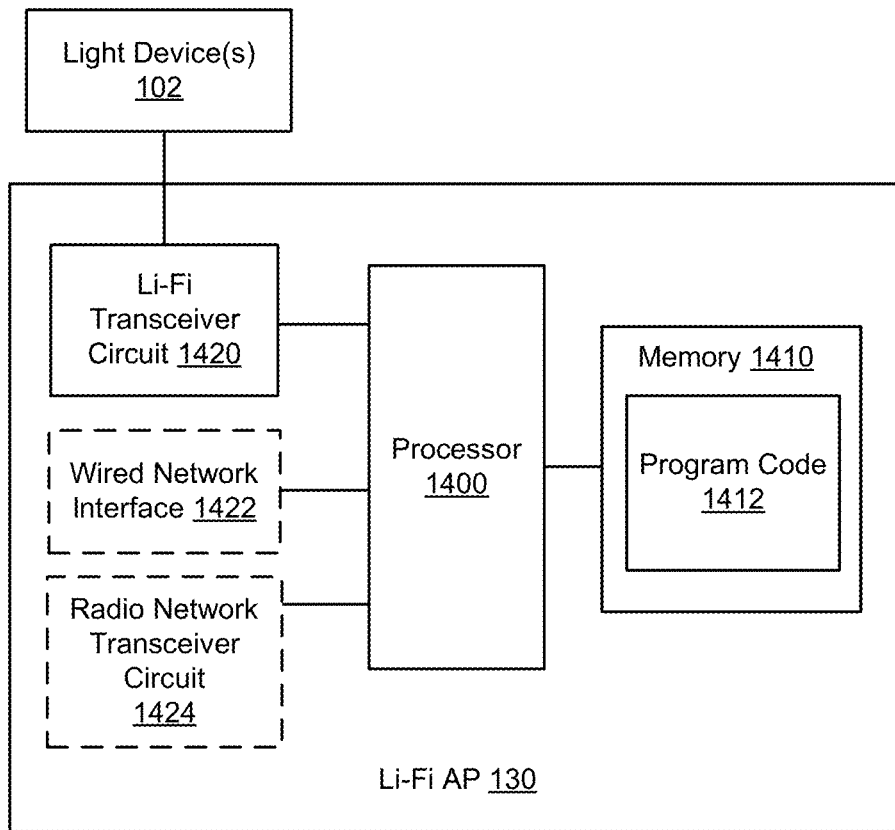 Light Device(s)
102
Li-Fi
Transceiver
Circuit 1420
Wired Network
Interface 1422
Radio Network
Transceiver
Circuit
1424
Processor
1400
Memory 1410
Program Code
1412
Li-Fi AP 130